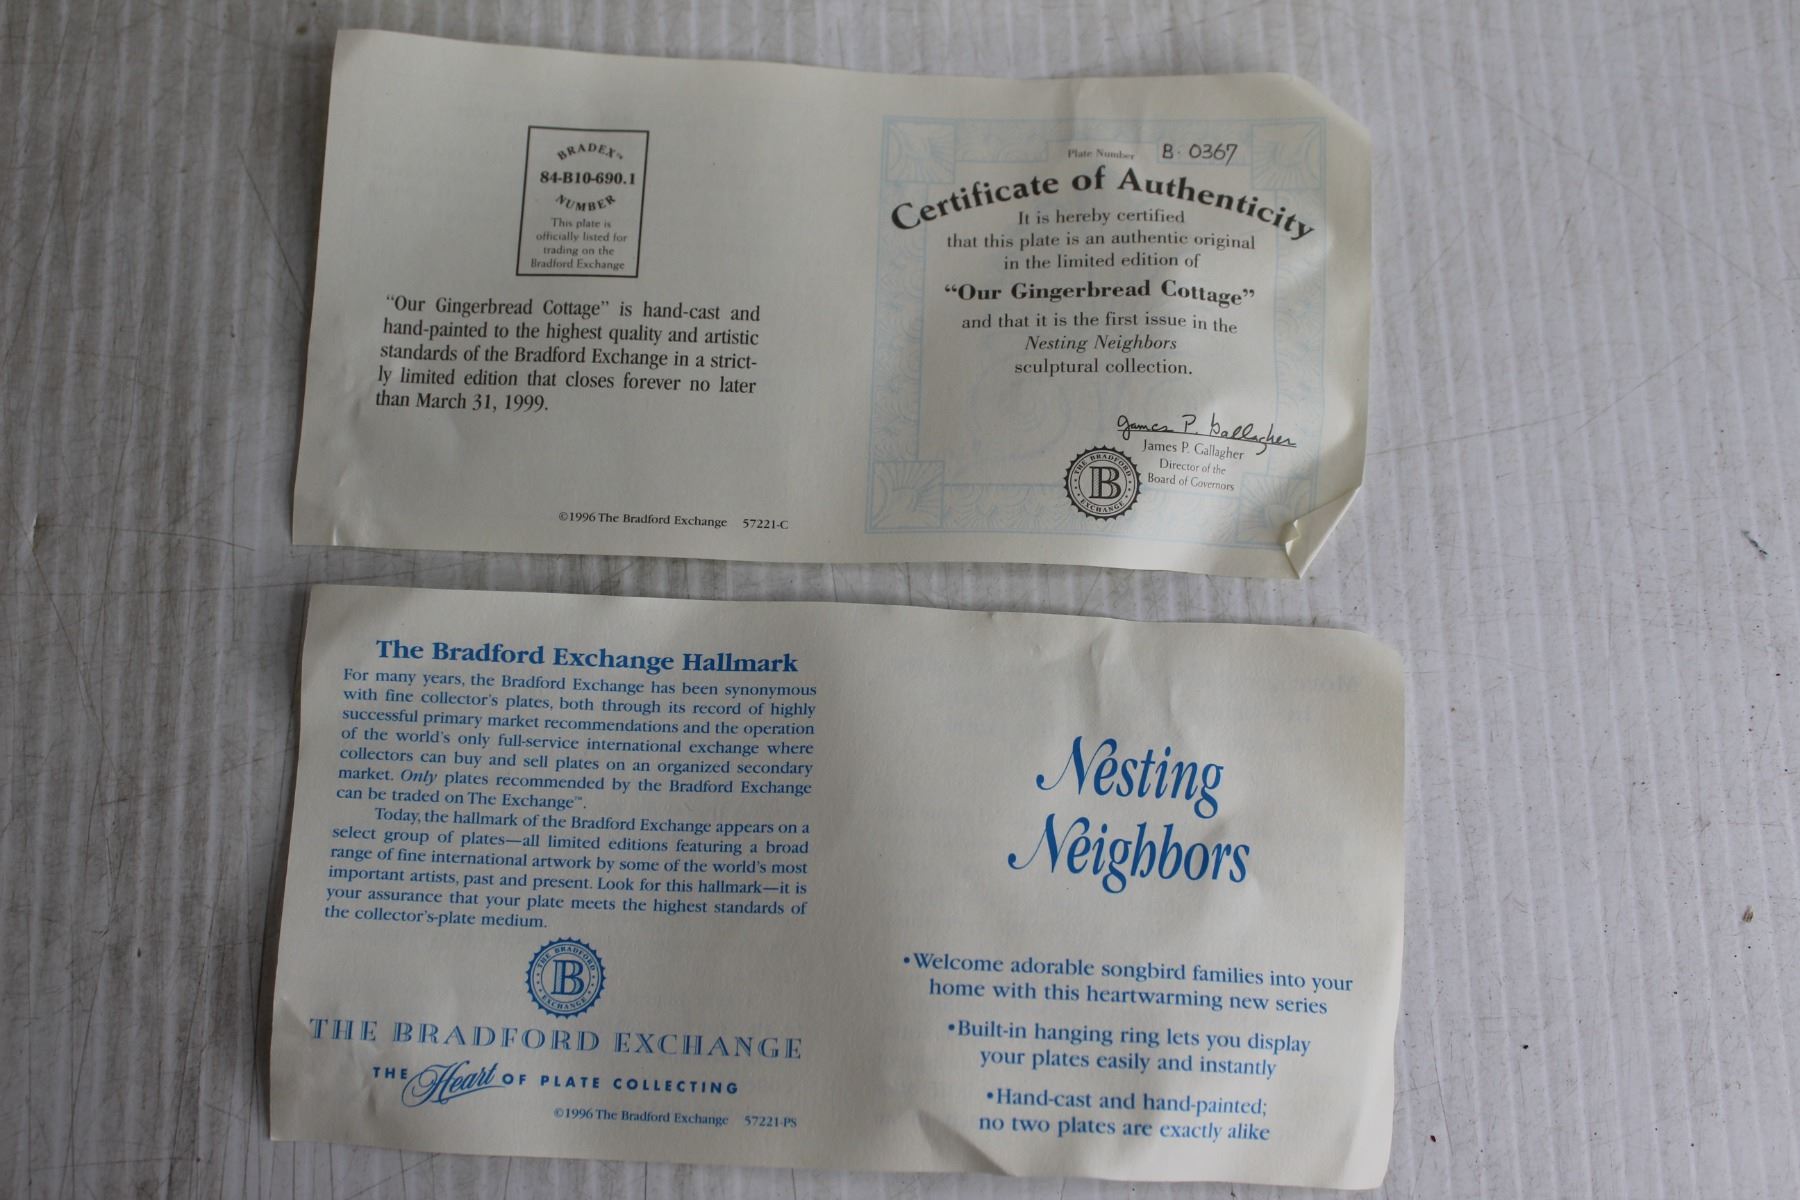 BRADEX™
84-B10-690.1
NUMBER
This plate is
officially listed for
trading on the
Bradford Exchange
"Our Gingerbread Cottage" is hand-cast and
hand-painted to the highest quality and artistic
standards of the Bradford Exchange in a strict-
ly limited edition that closes forever no later
than March 31, 1999.
©1996 The Bradford Exchange 57221-C
Plate Number B-0367
Certificate of Authenticity
It is hereby certified
that this plate is an authentic original
in the limited edition of
"Our Gingerbread Cottage"
and that it is the first issue in the
Nesting Neighbors
sculptural collection.
James P. Gallagher
James P. Gallagher
Director of the
Board of Governors
THE BRADFORD
B
EXCHANGE
The Bradford Exchange Hallmark
For many years, the Bradford Exchange has been synonymous
with fine collector's plates, both through its record of highly
successful primary market recommendations and the operation
of the world's only full-service international exchange where
collectors can buy and sell plates on an organized secondary
market. Only plates recommended by the Bradford Exchange
can be traded on The Exchange™.
Today, the hallmark of the Bradford Exchange appears on a
select group of plates—all limited editions featuring a broad
range of fine international artwork by some of the world's most
important artists, past and present. Look for this hallmark—it is
your assurance that your plate meets the highest standards of
the collector's-plate medium.
THE BRADFORD
B
EXCHANGE
THE BRADFORD EXCHANGE
THE Heart OF PLATE COLLECTING
©1996 The Bradford Exchange 57221-PS
Nesting
Neighbors
•Welcome adorable songbird families into your
home with this heartwarming new series
•Built-in hanging ring lets you display
your plates easily and instantly
•Hand-cast and hand-painted;
no two plates are exactly alike